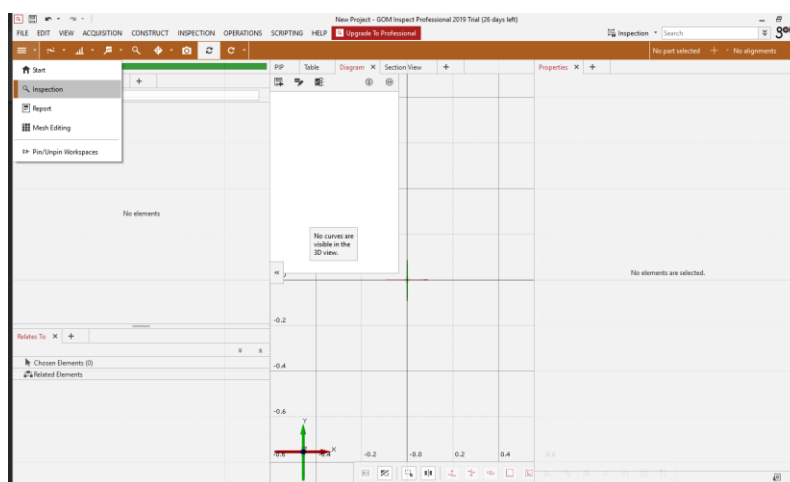 New Project - GOM Inspect Professional 2019 Trial (26 days left)
FILE EDIT VIEW ACQUISITION CONSTRUCT INSPECTION OPERATIONS SCRIPTING HELP Upgrade To Professional
Inspection Search
No part selected No alignments
Start
Inspection
Report
Mesh Editing
Pin/Unpin Workspaces
PIP Table Diagram Section View
Properties
No elements
No curves are
visible in the
3D view.
No elements are selected.
Relates To
Chosen Elements (0)
Related Elements
-0.2
-0.4
-0.6
Y
X
-0.2 -0.0 0.2 0.4